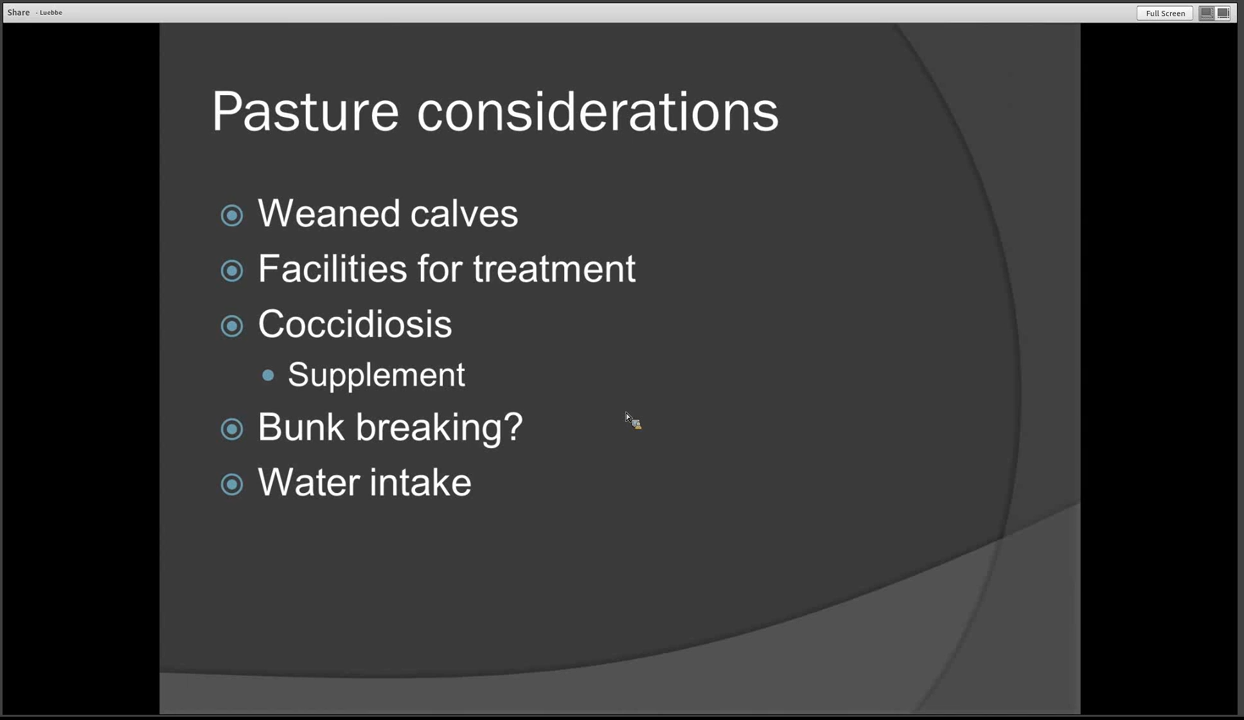 Share - Luebbe
Full Screen
Pasture considerations
Weaned calves
Facilities for treatment
Coccidiosis
Supplement
Bunk breaking?
Water intake